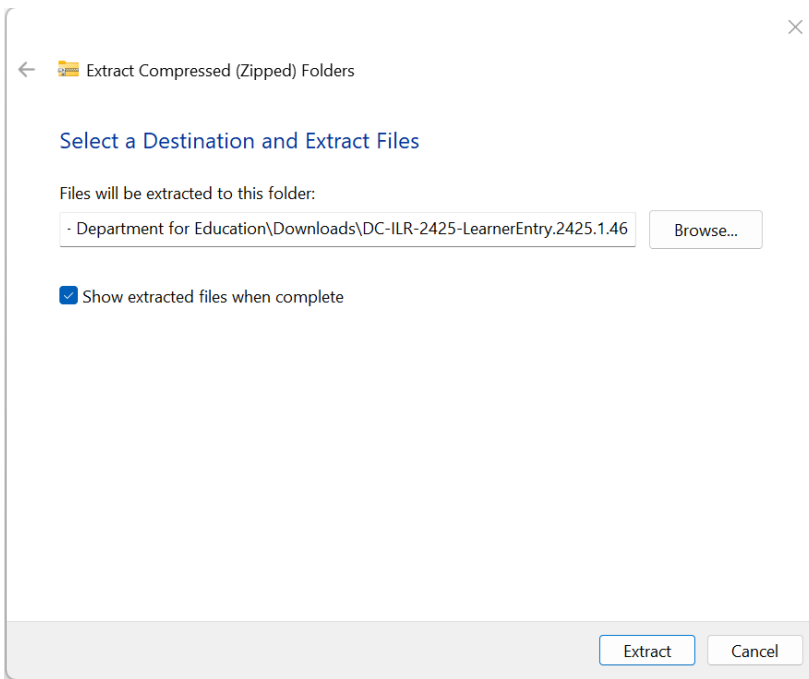 Extract Compressed (Zipped) Folders
Select a Destination and Extract Files
Files will be extracted to this folder:
- Department for Education\Downloads\DC-ILR-2425-LearnerEntry.2425.1.46
Browse...
Show extracted files when complete
Extract
Cancel